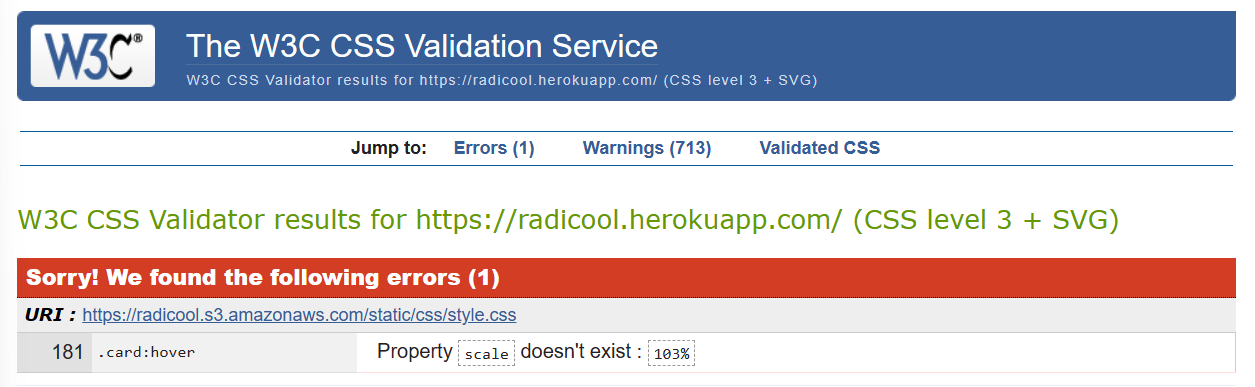 W3C®
The W3C CSS Validation Service
W3C CSS Validator results for https://radicool.herokuapp.com/ (CSS level 3 + SVG)
Jump to: Errors (1) Warnings (713) Validated CSS
W3C CSS Validator results for https://radicool.herokuapp.com/ (CSS level 3 + SVG)
Sorry! We found the following errors (1)
URI : https://radicool.s3.amazonaws.com/static/css/style.css
181 .card:hover Property scale doesn't exist : 103%